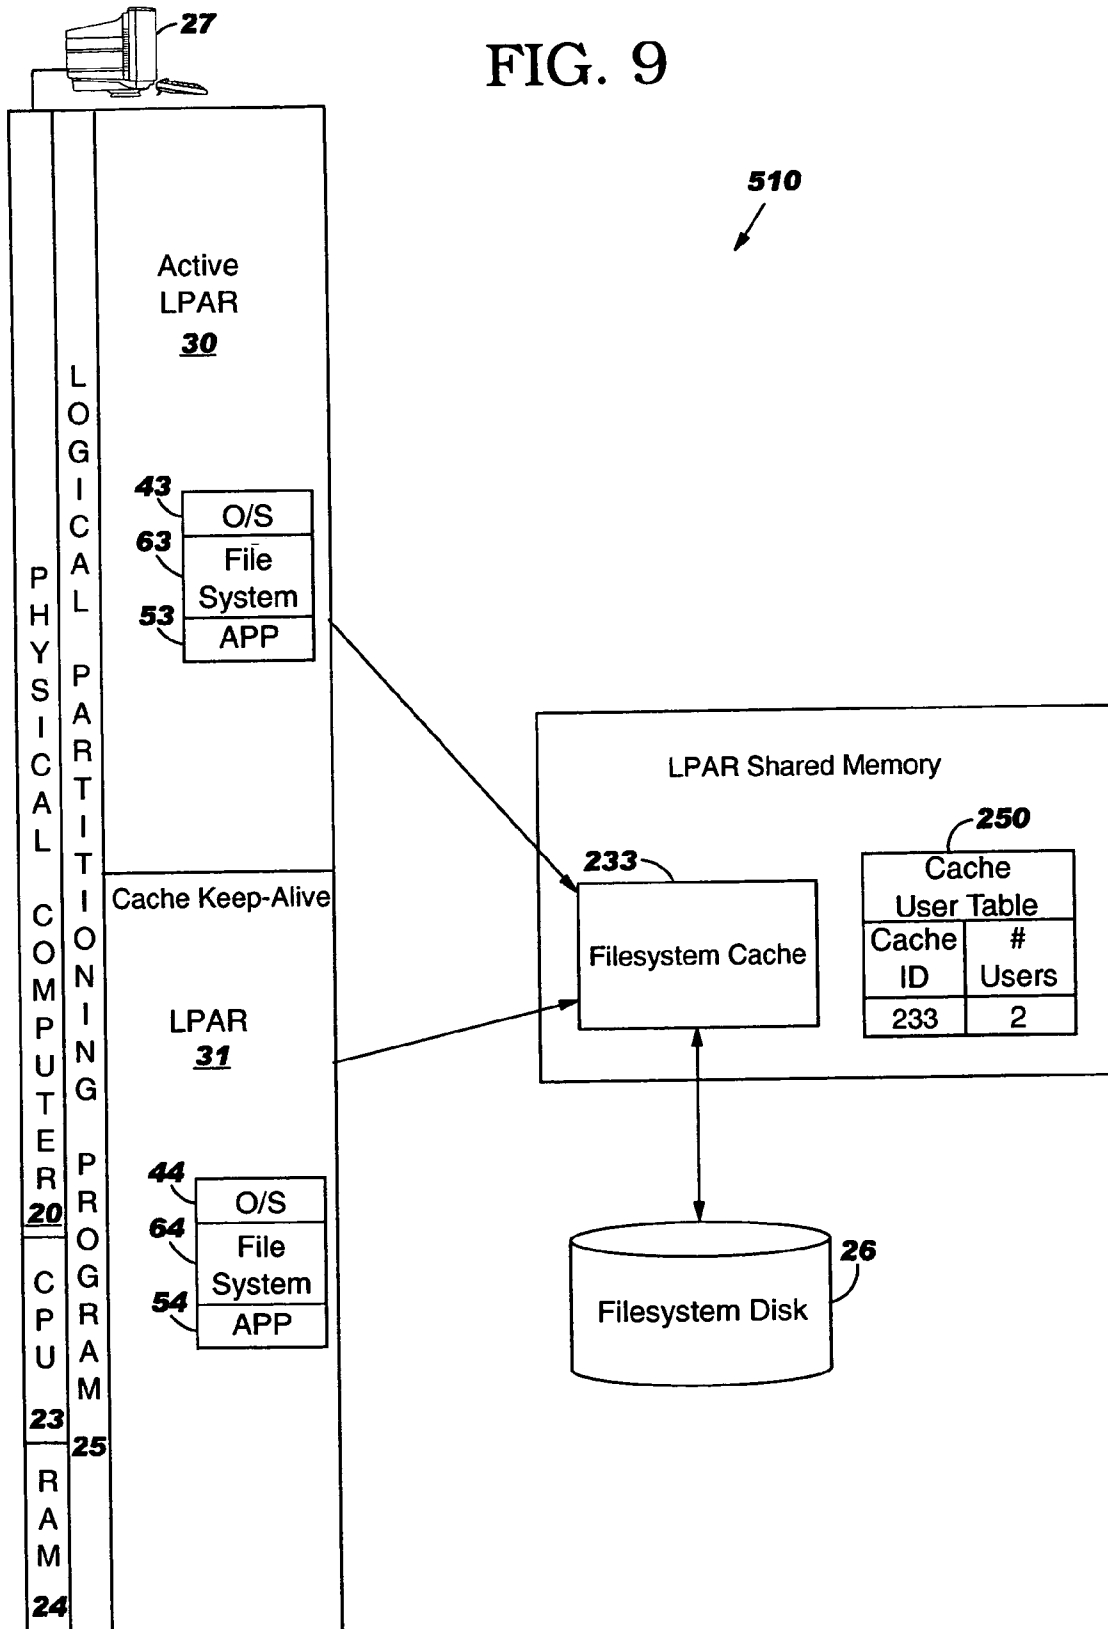 27
FIG. 9
510
Active
LPAR
30
43
O/S
63
File
System
53
APP
PHYSICAL COMPUTER
20
CPU
23
RAM
24
LOGICAL PARTITIONING PROGRAM
25
Cache Keep-Alive
LPAR
31
44
O/S
64
File
System
54
APP
LPAR Shared Memory
233
Filesystem Cache
250
Cache
User Table
Cache
ID
#
Users
233
2
26
Filesystem Disk